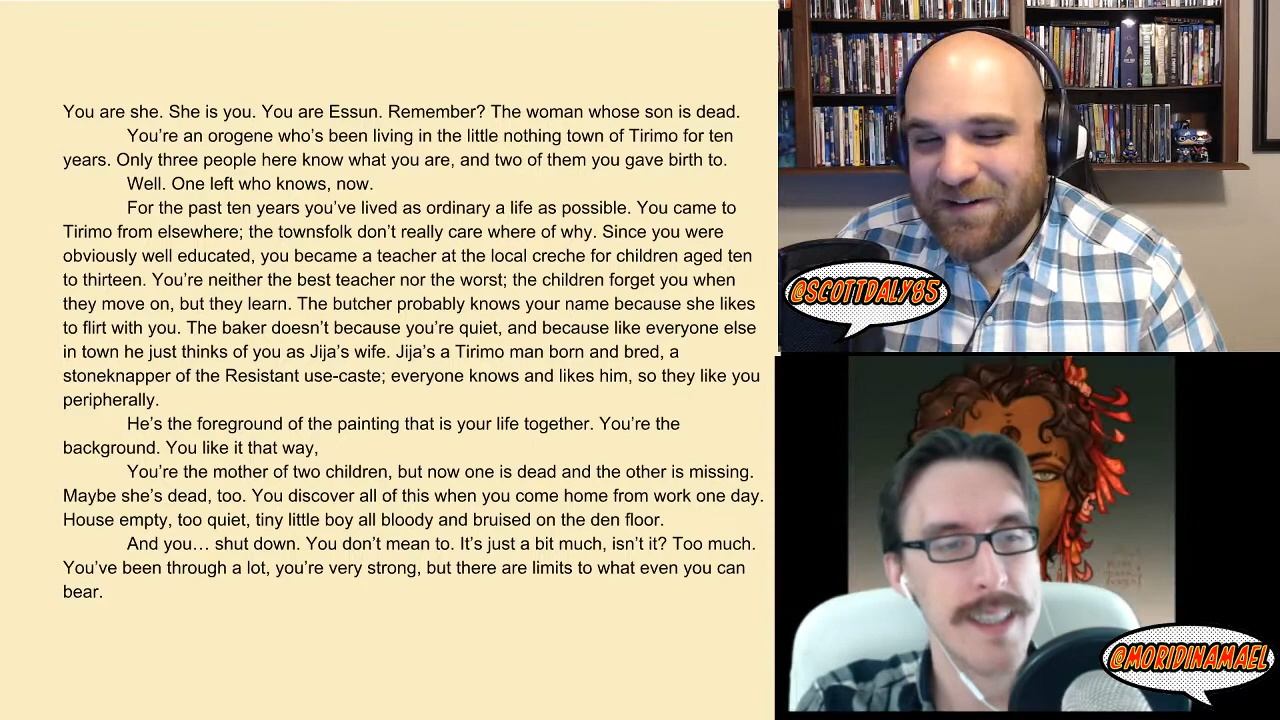 You are she. She is you. You are Essun. Remember? The woman whose son is dead.
You're an orogene who's been living in the little nothing town of Tirimo for ten
years. Only three people here know what you are, and two of them you gave birth to.
Well. One left who knows, now.
For the past ten years you've lived as ordinary a life as possible. You came to
Tirimo from elsewhere; the townsfolk don't really care where of why. Since you were
obviously well educated, you became a teacher at the local creche for children aged ten
to thirteen. You're neither the best teacher nor the worst; the children forget you when
they move on, but they learn. The butcher probably knows your name because she likes
to flirt with you. The baker doesn't because you're quiet, and because like everyone else
in town he just thinks of you as Jija's wife. Jija's a Tirimo man born and bred, a
stoneknapper of the Resistant use-caste; everyone knows and likes him, so they like you
peripherally.
He's the foreground of the painting that is your life together. You're the
background. You like it that way,
You're the mother of two children, but now one is dead and the other is missing.
Maybe she's dead, too. You discover all of this when you come home from work one day.
House empty, too quiet, tiny little boy all bloody and bruised on the den floor.
And you… shut down. You don't mean to. It's just a bit much, isn't it? Too much.
You've been through a lot, you're very strong, but there are limits to what even you can
bear.
@SCOTTDALY85
@MORIDINAMAEL